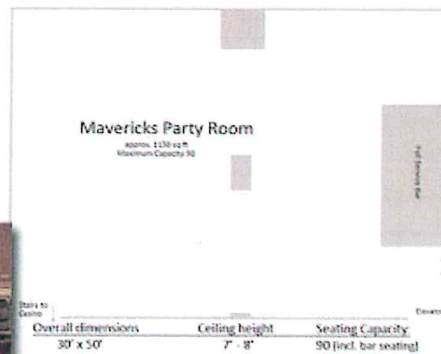 Mavericks Party Room
approx. 1150 sq ft
Maximum Capacity 90
Full Service Bar
Stairs to
Casino
Elevator
Overall dimensions Ceiling height Seating Capacity
30' x 50' 7' - 8' 90 (incl. bar seating)